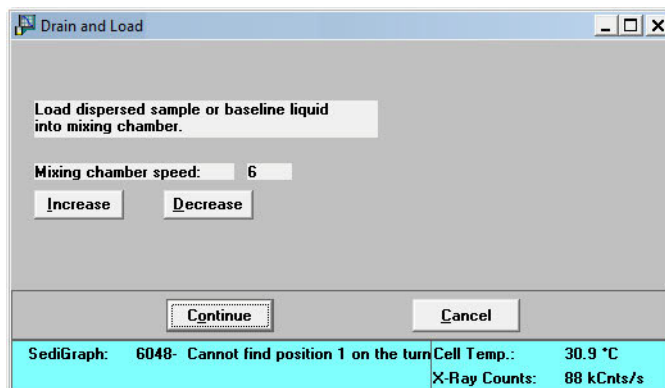 Drain and Load
Load dispersed sample or baseline liquid
into mixing chamber.
Mixing chamber speed: 6
Increase Decrease
Continue Cancel
SediGraph: 6048- Cannot find position 1 on the turn Cell Temp.: 30.9 °C
X-Ray Counts: 88 kCnts/s